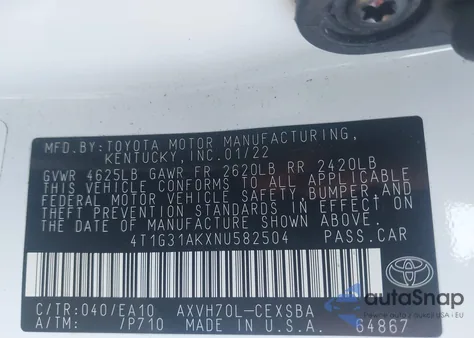 MFD.BY: TOYOTA MOTOR MANUFACTURING,
KENTUCKY, INC. 01/22
GVWR 4625LB GAWR FR 2620LB RR 2420LB
THIS VEHICLE CONFORMS TO ALL APPLICABLE
FEDERAL MOTOR VEHICLE SAFETY, BUMPER, AND
THEFT PREVENTION STANDARDS IN EFFECT ON
THE DATE OF MANUFACTURE SHOWN ABOVE.
4T1G31AKXNU582504 PASS.CAR
C/TR:040/EA10 AXVH70L-CEXSBA
A/TM: /P710 MADE IN U.S.A. 64867
TOYOTA
autoSnap